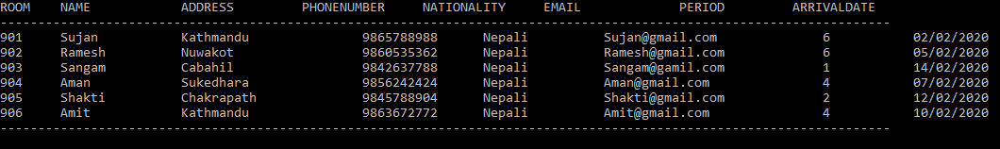 ROOM NAME ADDRESS PHONENUMBER NATIONALITY EMAIL PERIOD ARRIVALDATE
901 Sujan Kathmandu 9865788988 Nepali Sujan@gmail.com 6 02/02/2020
902 Ramesh Nuwakot 9860535362 Nepali Ramesh@gmail.com 6 05/02/2020
903 Sangam Cabahil 9842637788 Nepali Sangam@gamil.com 1 14/02/2020
904 Aman Sukedhara 9856242424 Nepali Aman@gmail.com 4 07/02/2020
905 Shakti Chakrapath 9845788904 Nepali Shakti@gmail.com 2 12/02/2020
906 Amit Kathmandu 9863672772 Nepali Amit@gmail.com 4 10/02/2020